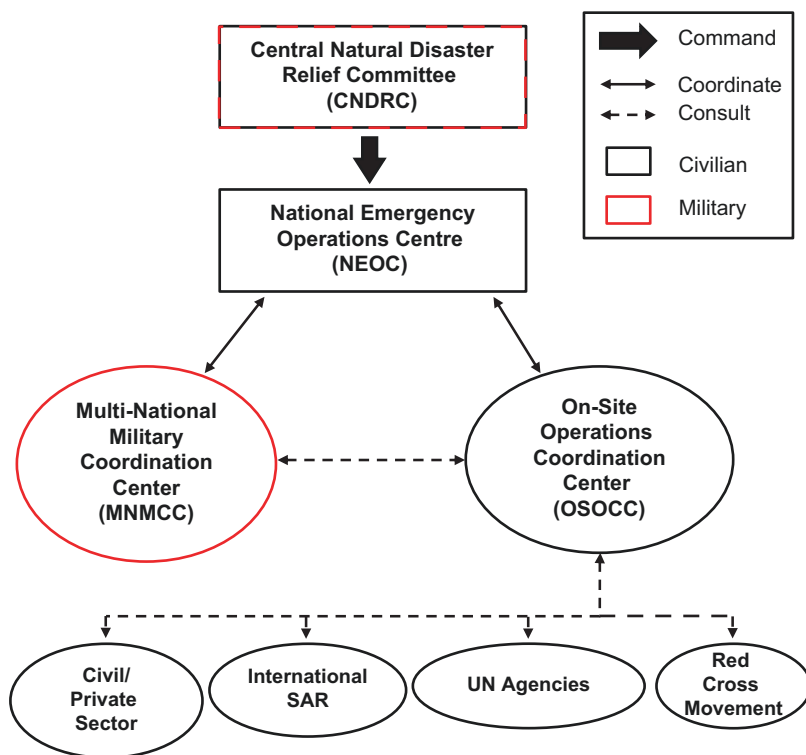 Central Natural Disaster
Relief Committee
(CNDRC)
Command
Coordinate
Consult
Civilian
Military
National Emergency
Operations Centre
(NEOC)
Multi-National
Military
Coordination
Center
(MNMCC)
On-Site
Operations
Coordination
Center
(OSOCC)
Civil/
Private
Sector
International
SAR
UN Agencies
Red
Cross
Movement